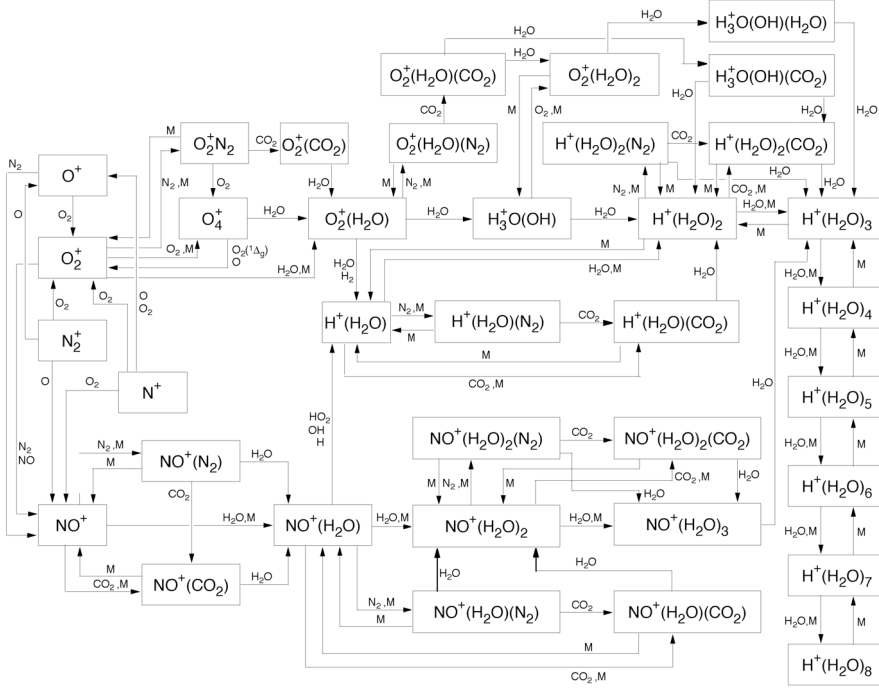 H₂O
H₃⁺O(OH)(H₂O)
H₂O
H₂O
O₂⁺(H₂O)(CO₂)
O₂⁺(H₂O)₂
H₃⁺O(OH)(CO₂)
H₂O
H₂O
H₂O
CO₂
M
O₂,M
M
O₂⁺N₂
CO₂
O₂⁺(CO₂)
O₂⁺(H₂O)(N₂)
H⁺(H₂O)₂(N₂)
CO₂
H⁺(H₂O)₂(CO₂)
N₂
O⁺
N₂,M
O₂
H₂O
M
N₂,M
N₂,M
M
M
CO₂,M
H₂O
H₂O
O
O₂
O₄⁺
H₂O
O₂⁺(H₂O)
H₂O
H₃⁺O(OH)
H₂O
H⁺(H₂O)₂
H₂O,M
M
H⁺(H₂O)₃
O₂⁺
O₂,M
O₂(¹Δg)
O
H₂O,M
H₂O
H₂
M
H₂O,M
H₂O
H₂O,M
M
O₂
O₂
O
O₂
H⁺(H₂O)
N₂,M
M
H⁺(H₂O)(N₂)
CO₂
H⁺(H₂O)(CO₂)
H⁺(H₂O)₄
N₂⁺
M
CO₂,M
H₂O,M
M
O
O₂
N⁺
H₂O
H⁺(H₂O)₅
HO₂
OH
H
N₂
NO
N₂,M
M
NO⁺(N₂)
H₂O
NO⁺(H₂O)₂(N₂)
CO₂
NO⁺(H₂O)₂(CO₂)
H₂O,M
M
CO₂
M
N₂,M
M
CO₂,M
H₂O
H₂O
H⁺(H₂O)₆
NO⁺
H₂O,M
NO⁺(H₂O)
H₂O,M
NO⁺(H₂O)₂
H₂O,M
NO⁺(H₂O)₃
H₂O,M
M
M
CO₂,M
NO⁺(CO₂)
H₂O
H₂O
H₂O
H⁺(H₂O)₇
N₂,M
M
NO⁺(H₂O)(N₂)
CO₂
NO⁺(H₂O)(CO₂)
H₂O,M
M
M
CO₂,M
H⁺(H₂O)₈